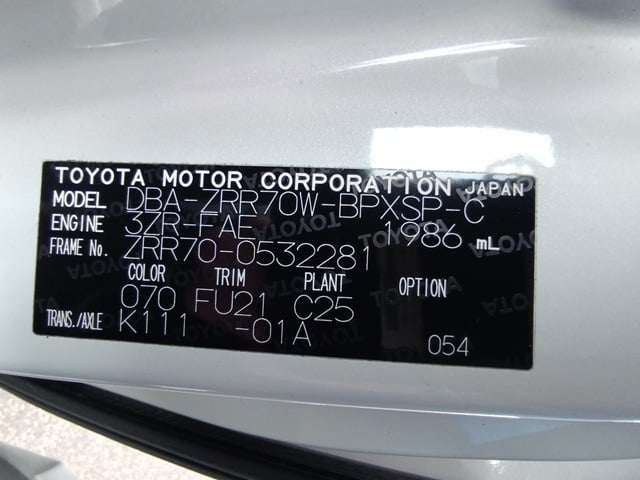 TOYOTA MOTOR CORPORATION JAPAN
MODEL DBA-ZRR70W-BPXSP-C
ENGINE 3ZR-FAE 1986 mL
FRAME No. ZRR70-0532281
COLOR TRIM PLANT OPTION
070 FU21 C25
TRANS./AXLE K111 -01A
054